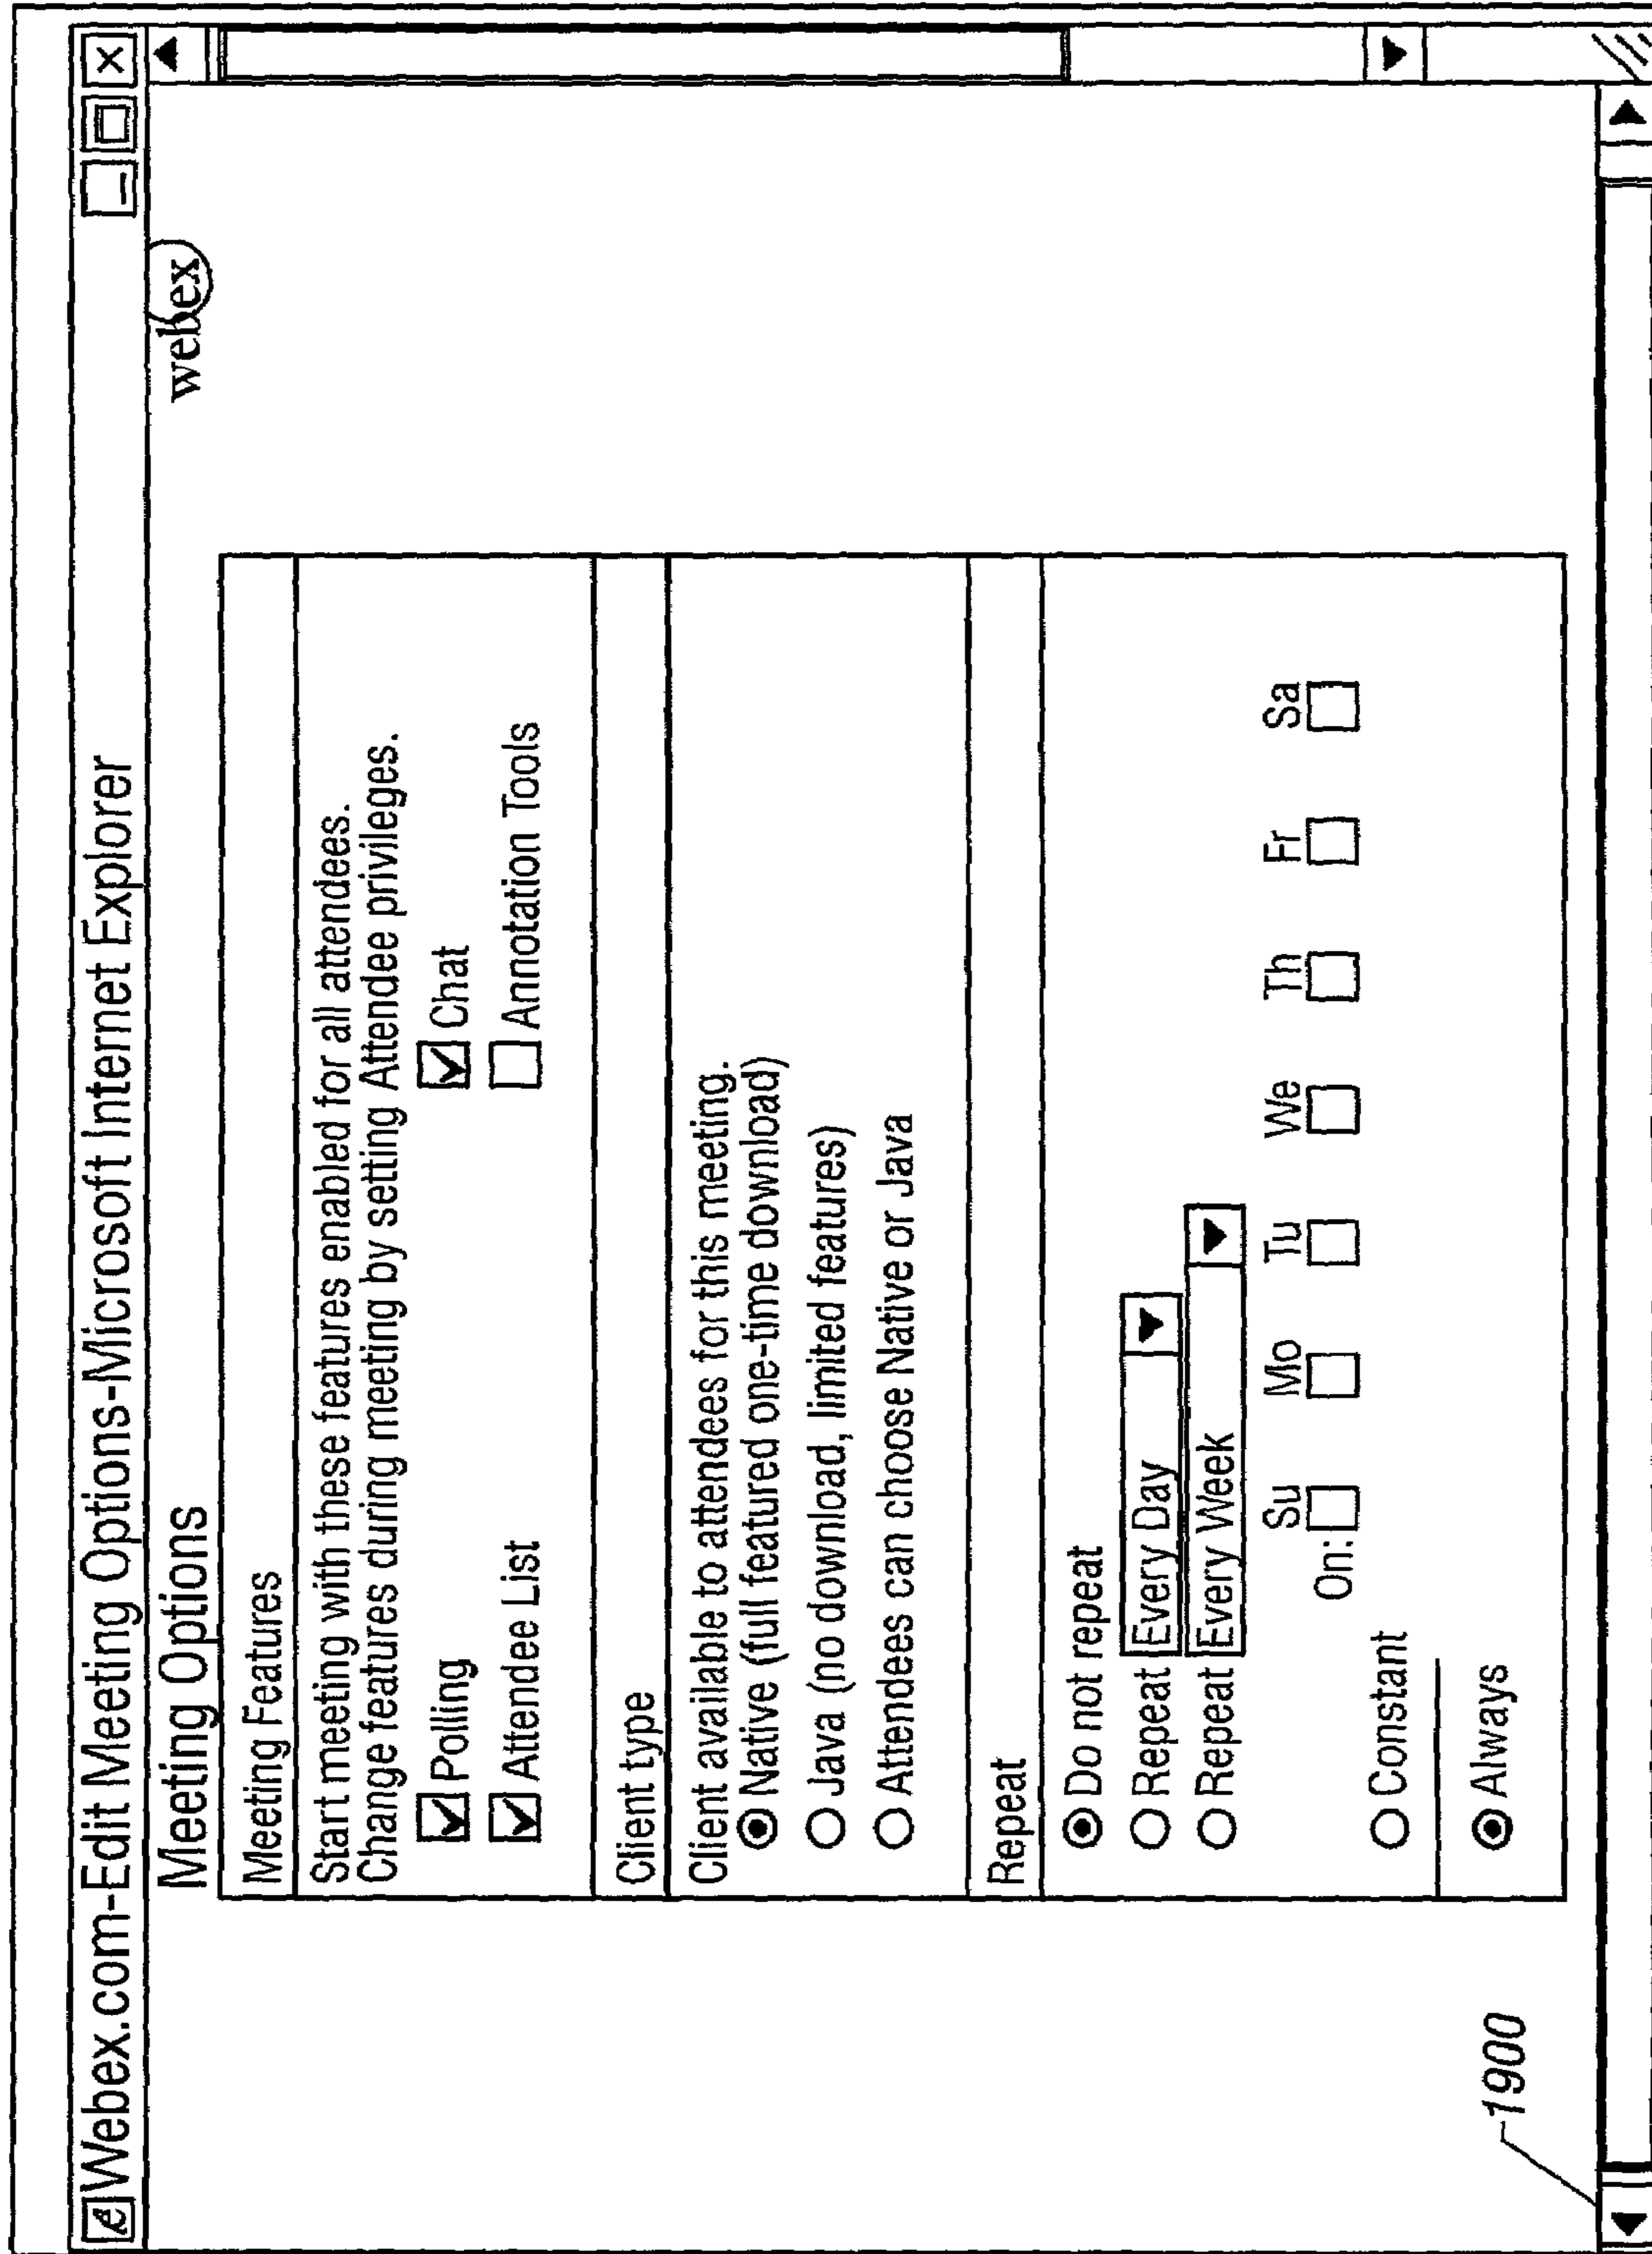 Webex.com-Edit Meeting Options-Microsoft Internet Explorer
webex
Meeting Options
Meeting Features
Start meeting with these features enabled for all attendees.
Change features during meeting by setting Attendee privileges.
Polling Chat
Attendee List Annotation Tools
Client type
Client available to attendees for this meeting.
Native (full featured one-time download)
Java (no download, limited features)
Attendes can choose Native or Java
Repeat
Do not repeat
Repeat Every Day
Repeat Every Week
Su Mo Tu We Th Fr Sa
On:
Constant
Always
1900